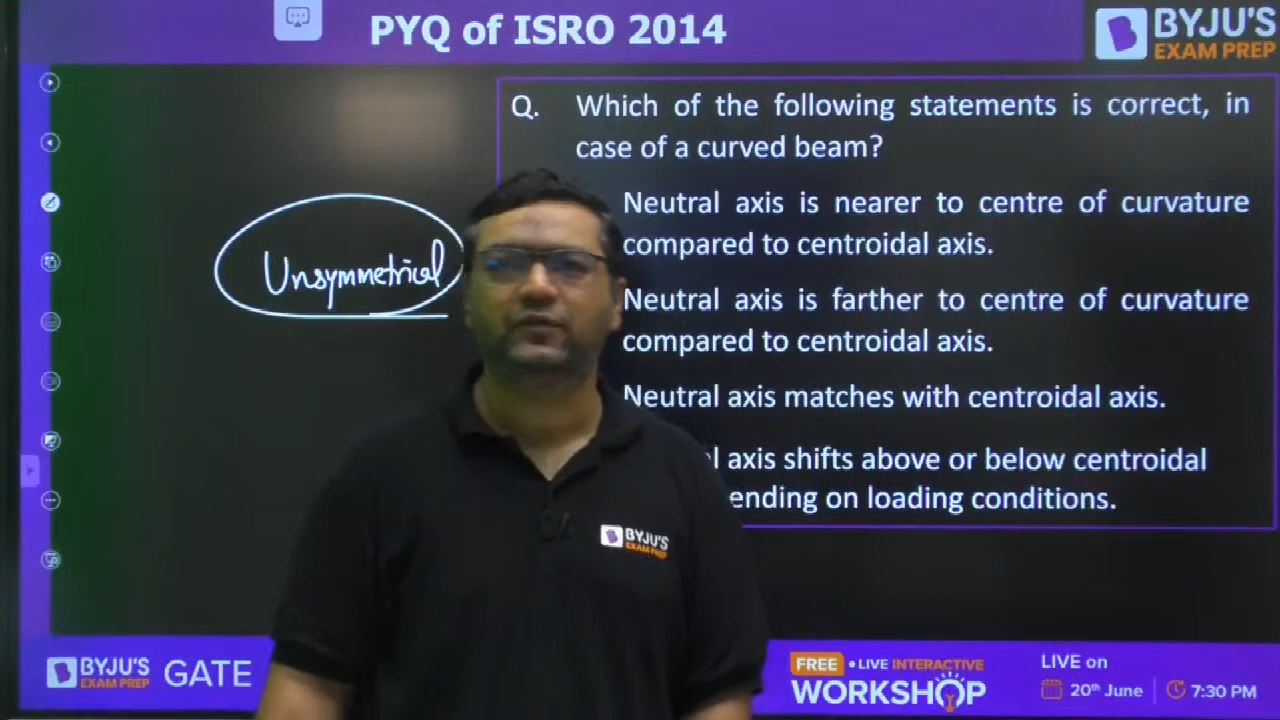 PYQ of ISRO 2014
BYJU'S
EXAM PREP
Q. Which of the following statements is correct, in
case of a curved beam?
Neutral axis is nearer to centre of curvature
compared to centroidal axis.
Unsymmetrical
Neutral axis is farther to centre of curvature
compared to centroidal axis.
Neutral axis matches with centroidal axis.
l axis shifts above or below centroidal
ending on loading conditions.
BYJU'S
EXAM PREP
BYJU'S
EXAM PREP
GATE
FREE • LIVE INTERACTIVE
WORKSHOP
LIVE on
20th June
7:30 PM